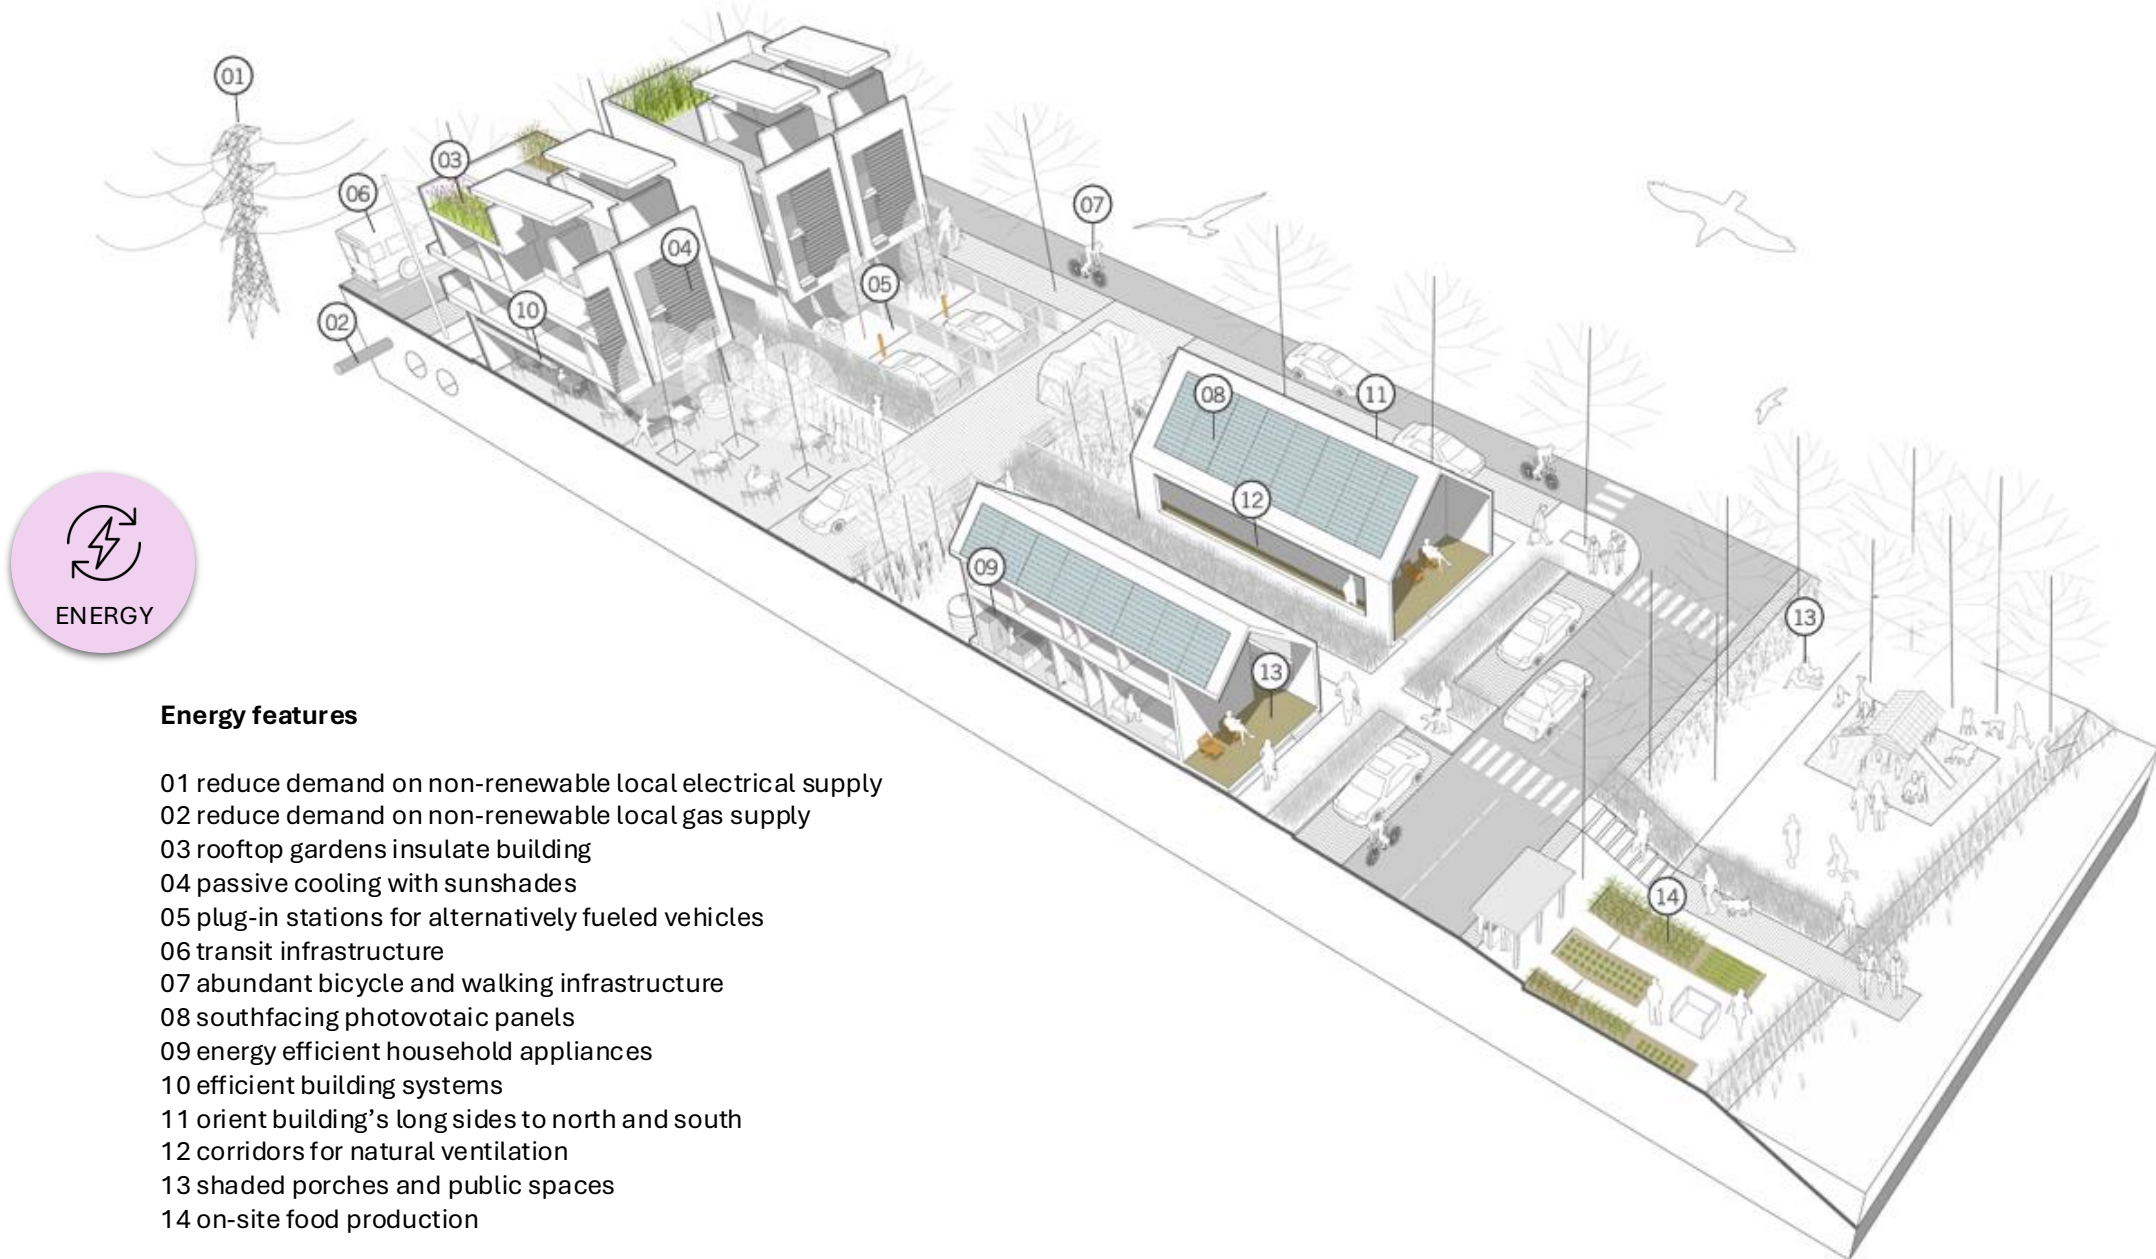 01
03
06
04
07
05
10
02
08
11
12
09
13
13
14
ENERGY
Energy features
01 reduce demand on non-renewable local electrical supply
02 reduce demand on non-renewable local gas supply
03 rooftop gardens insulate building
04 passive cooling with sunshades
05 plug-in stations for alternatively fueled vehicles
06 transit infrastructure
07 abundant bicycle and walking infrastructure
08 southfacing photovotaic panels
09 energy efficient household appliances
10 efficient building systems
11 orient building’s long sides to north and south
12 corridors for natural ventilation
13 shaded porches and public spaces
14 on-site food production